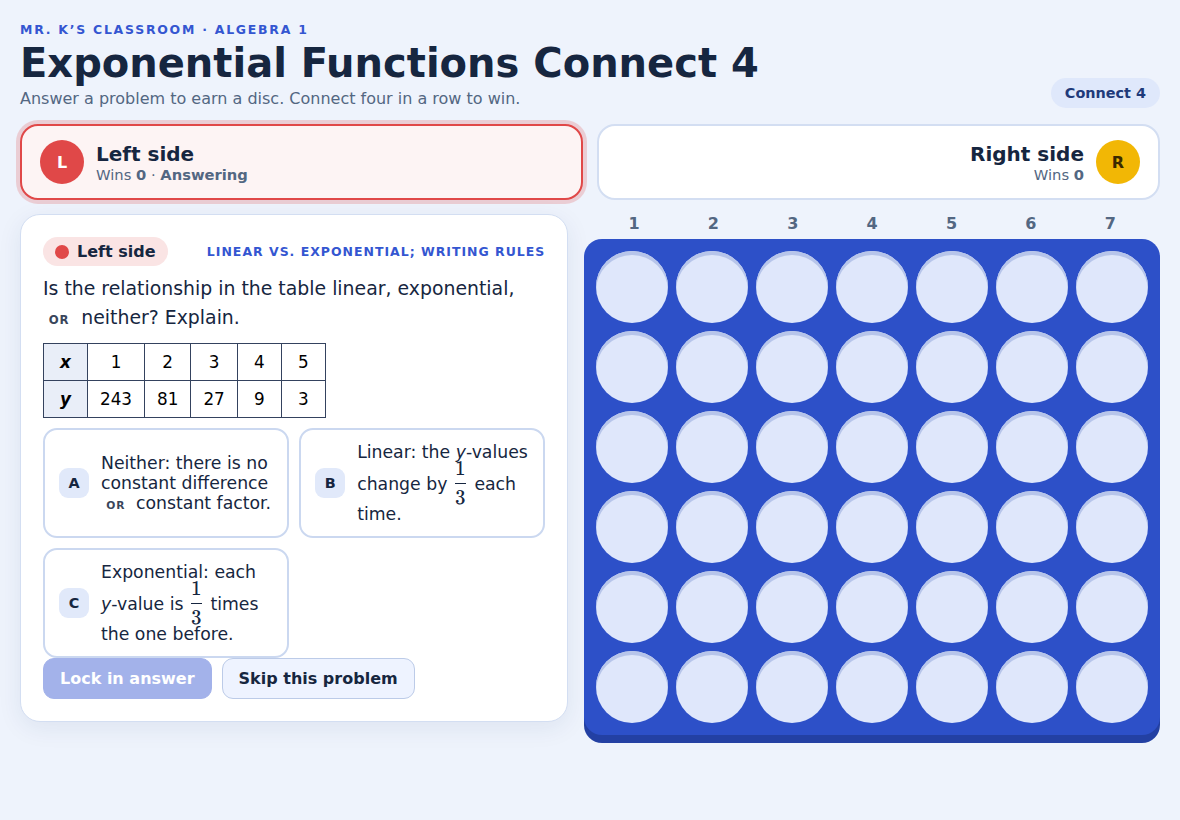 MR. K'S CLASSROOM · ALGEBRA 1
Exponential Functions Connect 4
Answer a problem to earn a disc. Connect four in a row to win.
Connect 4
L
Left side
Wins 0 · Answering
Right side
Wins 0
R
Left side
LINEAR VS. EXPONENTIAL; WRITING RULES
Is the relationship in the table linear, exponential,
OR neither? Explain.
x 1 2 3 4 5
y 243 81 27 9 3
A
Neither: there is no
constant difference
OR constant factor.
B
Linear: the y-values
change by 1/3 each
time.
C
Exponential: each
y-value is 1/3 times
the one before.
Lock in answer
Skip this problem
1 2 3 4 5 6 7